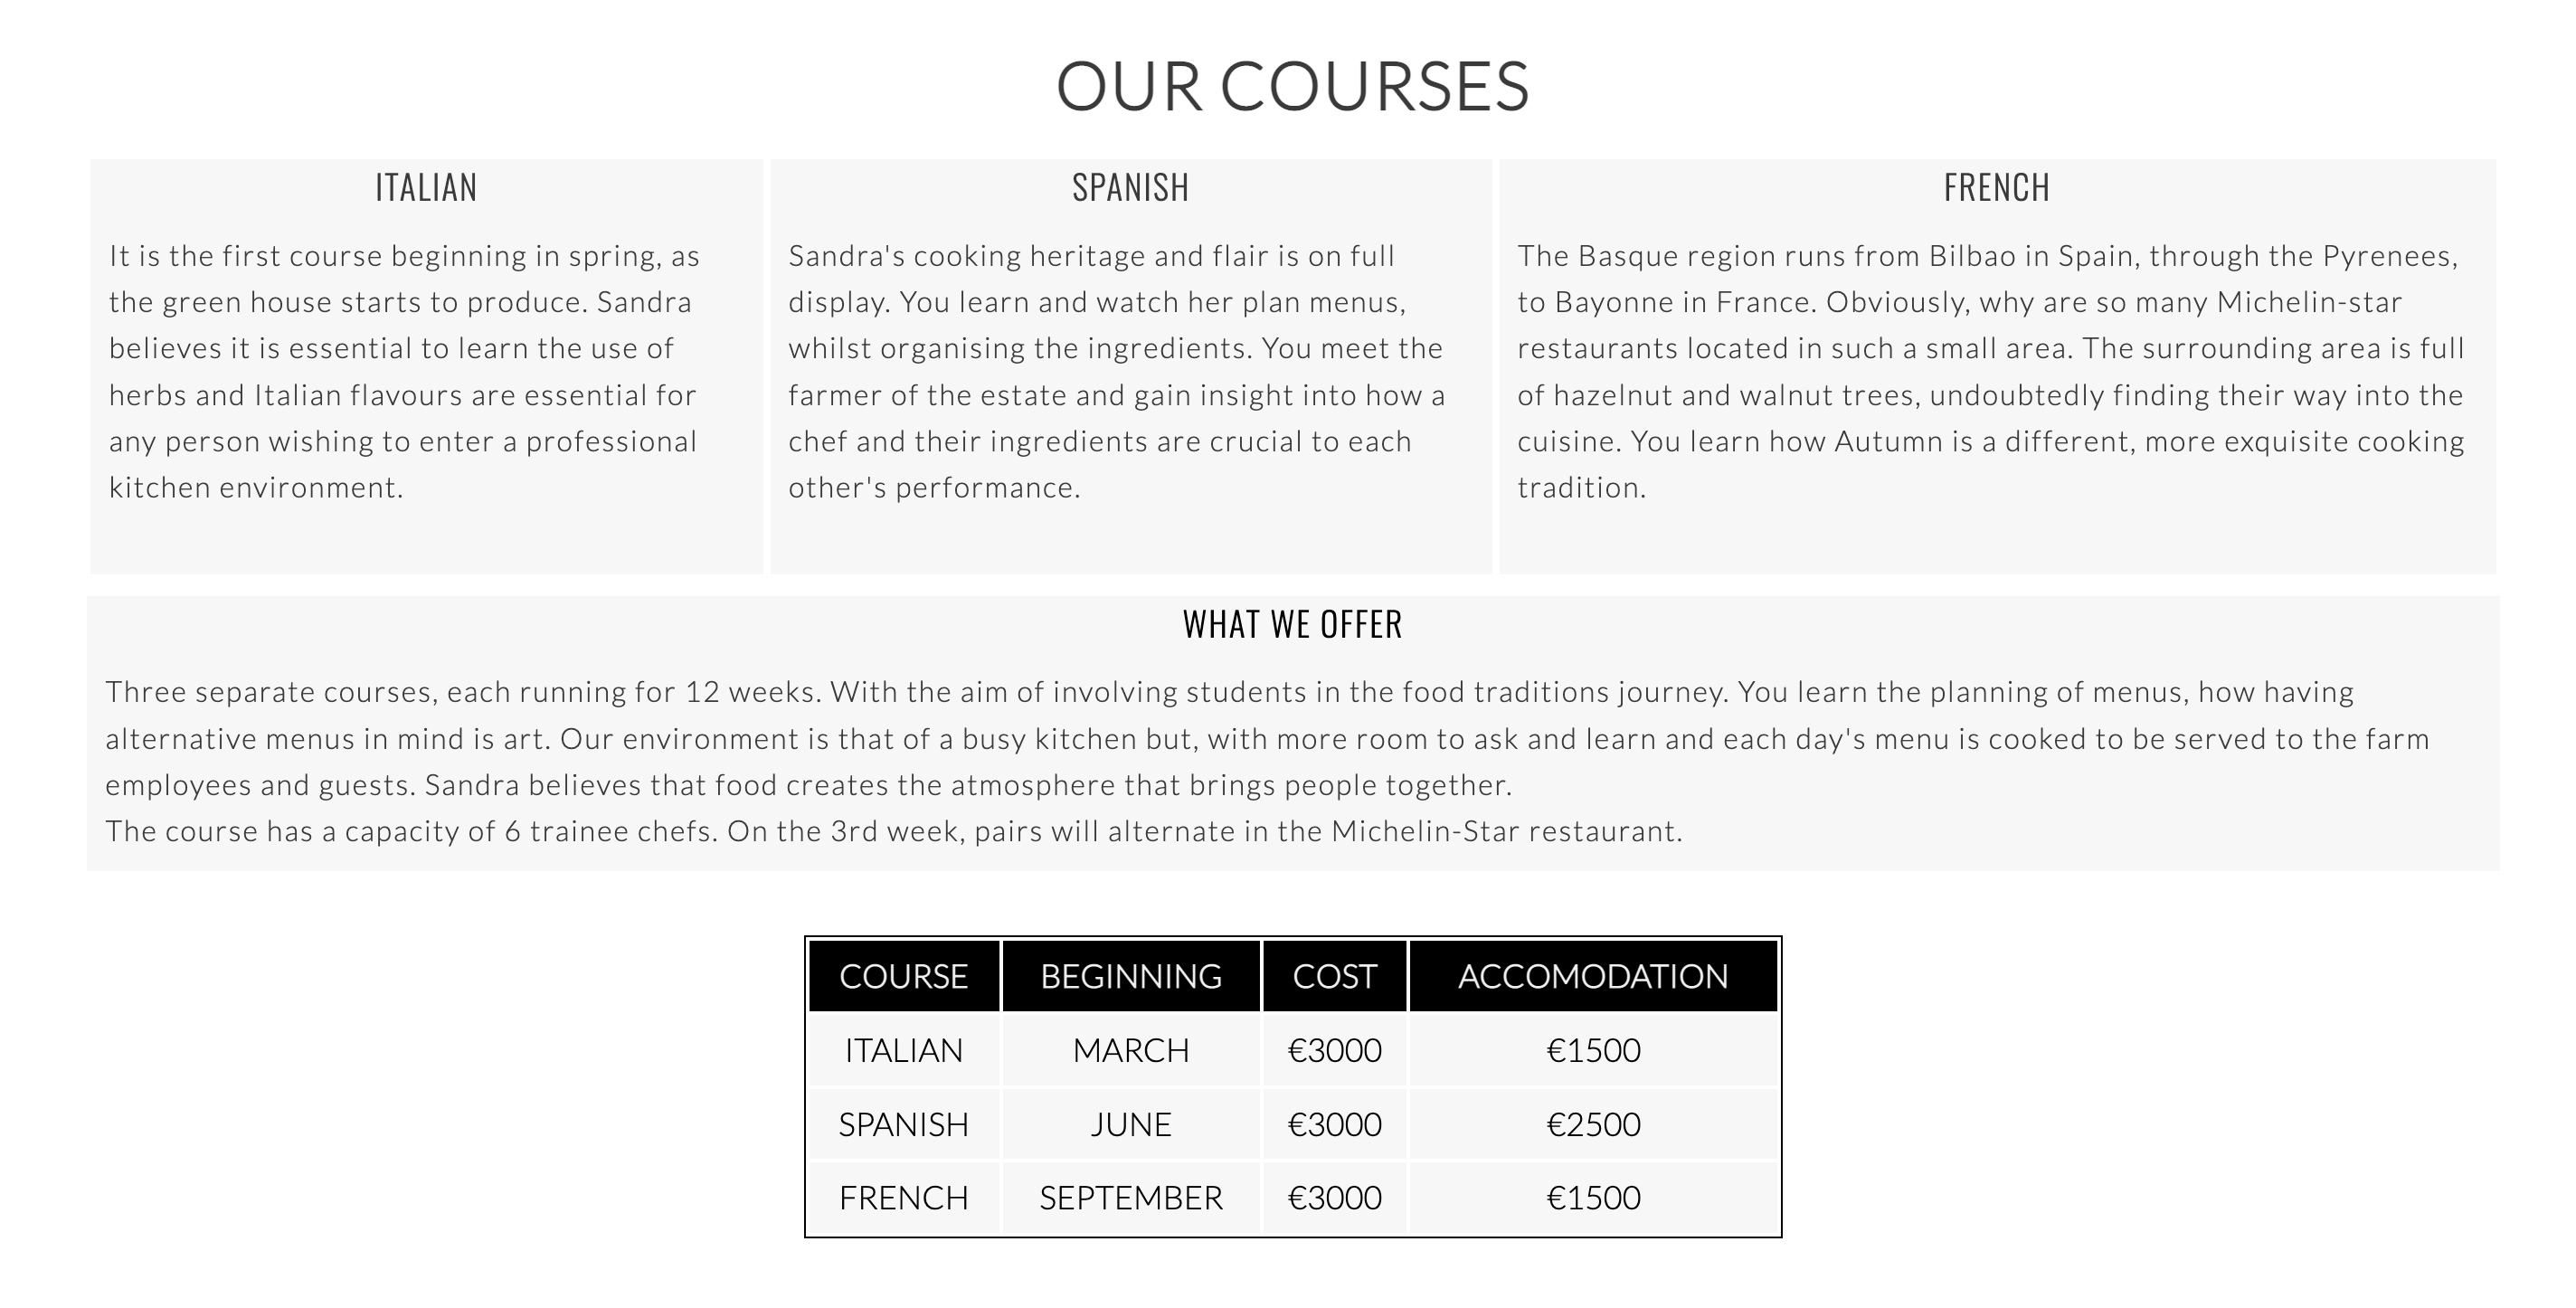 OUR COURSES
ITALIAN
It is the first course beginning in spring, as
the green house starts to produce. Sandra
believes it is essential to learn the use of
herbs and Italian flavours are essential for
any person wishing to enter a professional
kitchen environment.
SPANISH
Sandra's cooking heritage and flair is on full
display. You learn and watch her plan menus,
whilst organising the ingredients. You meet the
farmer of the estate and gain insight into how a
chef and their ingredients are crucial to each
other's performance.
FRENCH
The Basque region runs from Bilbao in Spain, through the Pyrenees,
to Bayonne in France. Obviously, why are so many Michelin-star
restaurants located in such a small area. The surrounding area is full
of hazelnut and walnut trees, undoubtedly finding their way into the
cuisine. You learn how Autumn is a different, more exquisite cooking
tradition.
WHAT WE OFFER
Three separate courses, each running for 12 weeks. With the aim of involving students in the food traditions journey. You learn the planning of menus, how having
alternative menus in mind is art. Our environment is that of a busy kitchen but, with more room to ask and learn and each day's menu is cooked to be served to the farm
employees and guests. Sandra believes that food creates the atmosphere that brings people together.
The course has a capacity of 6 trainee chefs. On the 3rd week, pairs will alternate in the Michelin-Star restaurant.
COURSE BEGINNING COST ACCOMODATION
ITALIAN MARCH €3000 €1500
SPANISH JUNE €3000 €2500
FRENCH SEPTEMBER €3000 €1500